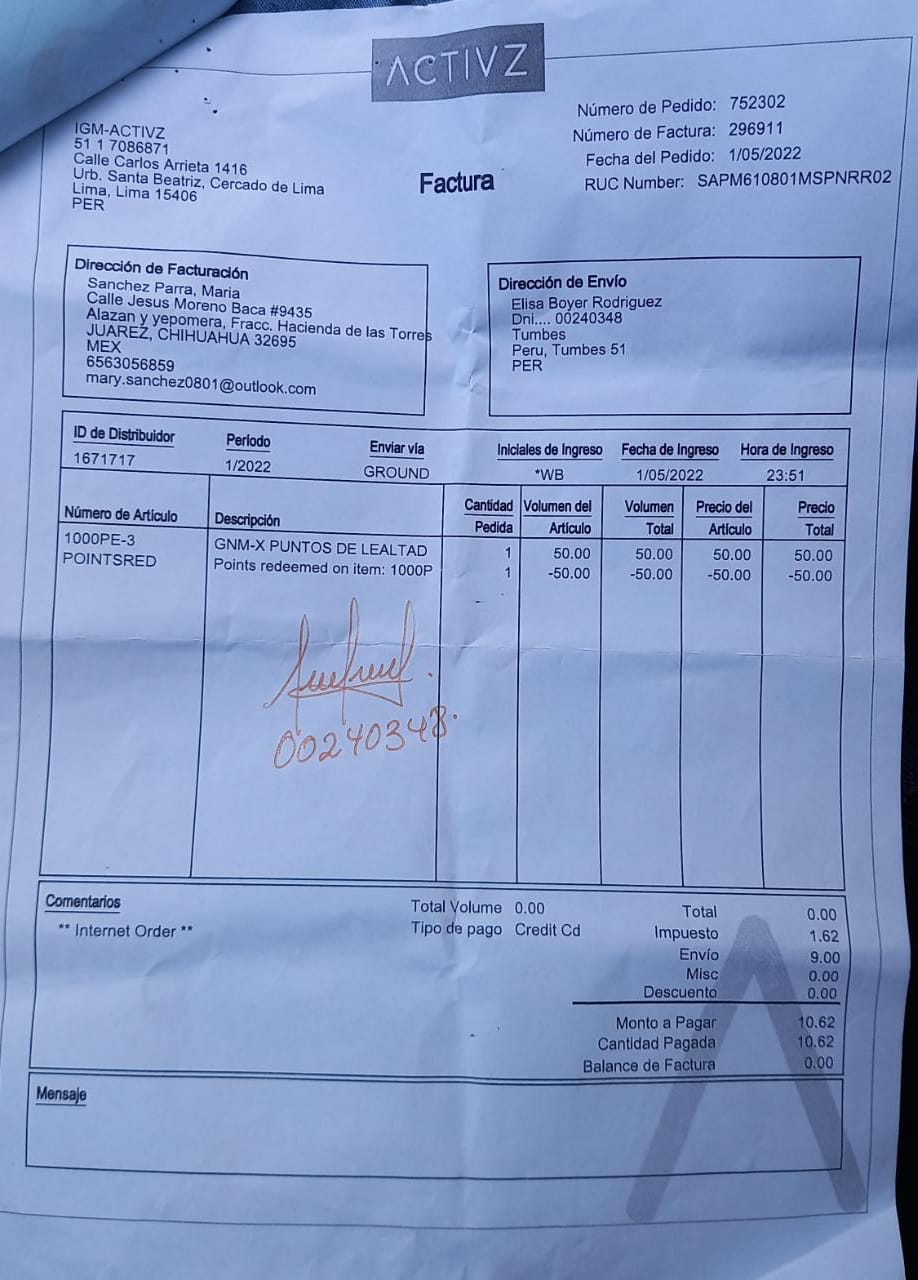 ACTIVZ
IGM-ACTIVZ
51 1 7086871
Calle Carlos Arrieta 1416
Urb. Santa Beatriz, Cercado de Lima
Lima, Lima 15406
PER
Factura
Número de Pedido: 752302
Número de Factura: 296911
Fecha del Pedido: 1/05/2022
RUC Number: SAPM610801MSPNRR02
Dirección de Facturación
Sanchez Parra, Maria
Calle Jesus Moreno Baca #9435
Alazan y yepomera, Fracc. Hacienda de las Torres
JUAREZ, CHIHUAHUA 32695
MEX
6563056859
mary.sanchez0801@outlook.com
Dirección de Envío
Elisa Boyer Rodriguez
Dni.... 00240348
Tumbes
Peru, Tumbes 51
PER
ID de Distribuidor Período Enviar vía Iniciales de Ingreso Fecha de Ingreso Hora de Ingreso
1671717 1/2022 GROUND *WB 1/05/2022 23:51
Número de Artículo Descripción Cantidad Pedida Volumen del Artículo Volumen Total Precio del Artículo Precio Total
1000PE-3 GNM-X PUNTOS DE LEALTAD 1 50.00 50.00 50.00 50.00
POINTSRED Points redeemed on item: 1000P 1 -50.00 -50.00 -50.00 -50.00
00240348.
Comentarios
** Internet Order **
Total Volume 0.00
Tipo de pago Credit Cd
Total 0.00
Impuesto 1.62
Envío 9.00
Misc 0.00
Descuento 0.00
Monto a Pagar 10.62
Cantidad Pagada 10.62
Balance de Factura 0.00
Mensaje